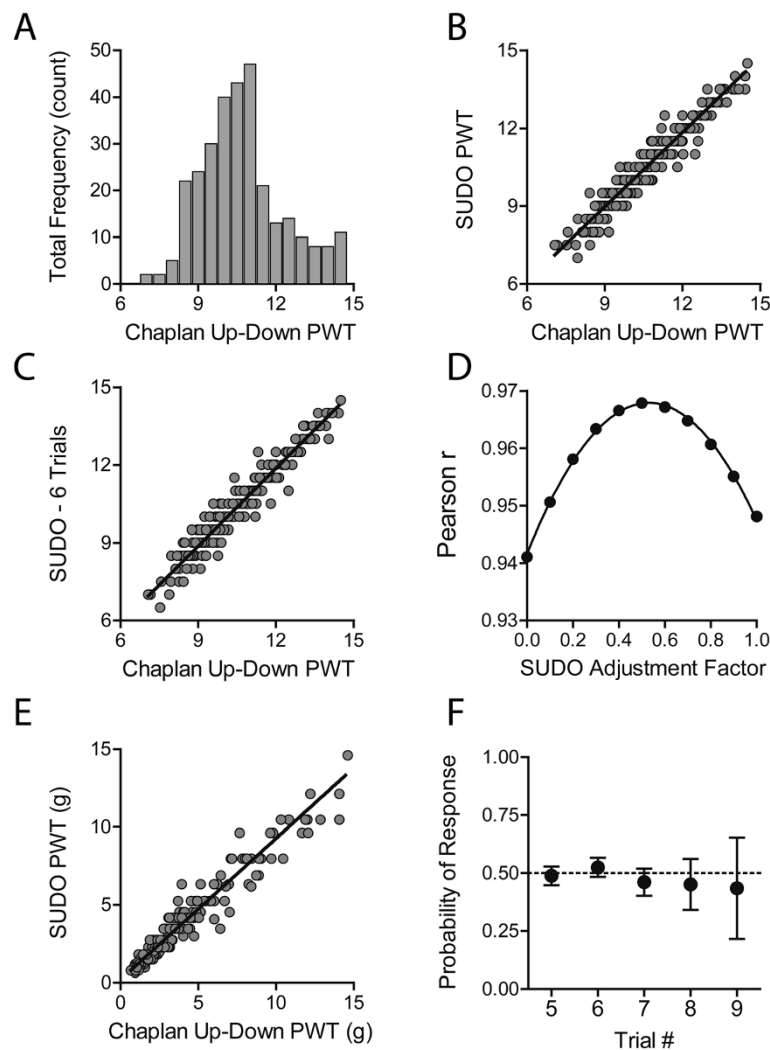 A
50
40
30
20
10
0
Total Frequency (count)
6 9 12 15
Chaplan Up-Down PWT
B
15
12
9
6
SUDO PWT
6 9 12 15
Chaplan Up-Down PWT
C
15
12
9
6
SUDO - 6 Trials
6 9 12 15
Chaplan Up-Down PWT
D
0.97
0.96
0.95
0.94
0.93
Pearson r
0.0 0.2 0.4 0.6 0.8 1.0
SUDO Adjustment Factor
E
15
10
5
0
SUDO PWT (g)
0 5 10 15
Chaplan Up-Down PWT (g)
F
1.00
0.75
0.50
0.25
0.00
Probability of Response
5 6 7 8 9
Trial #